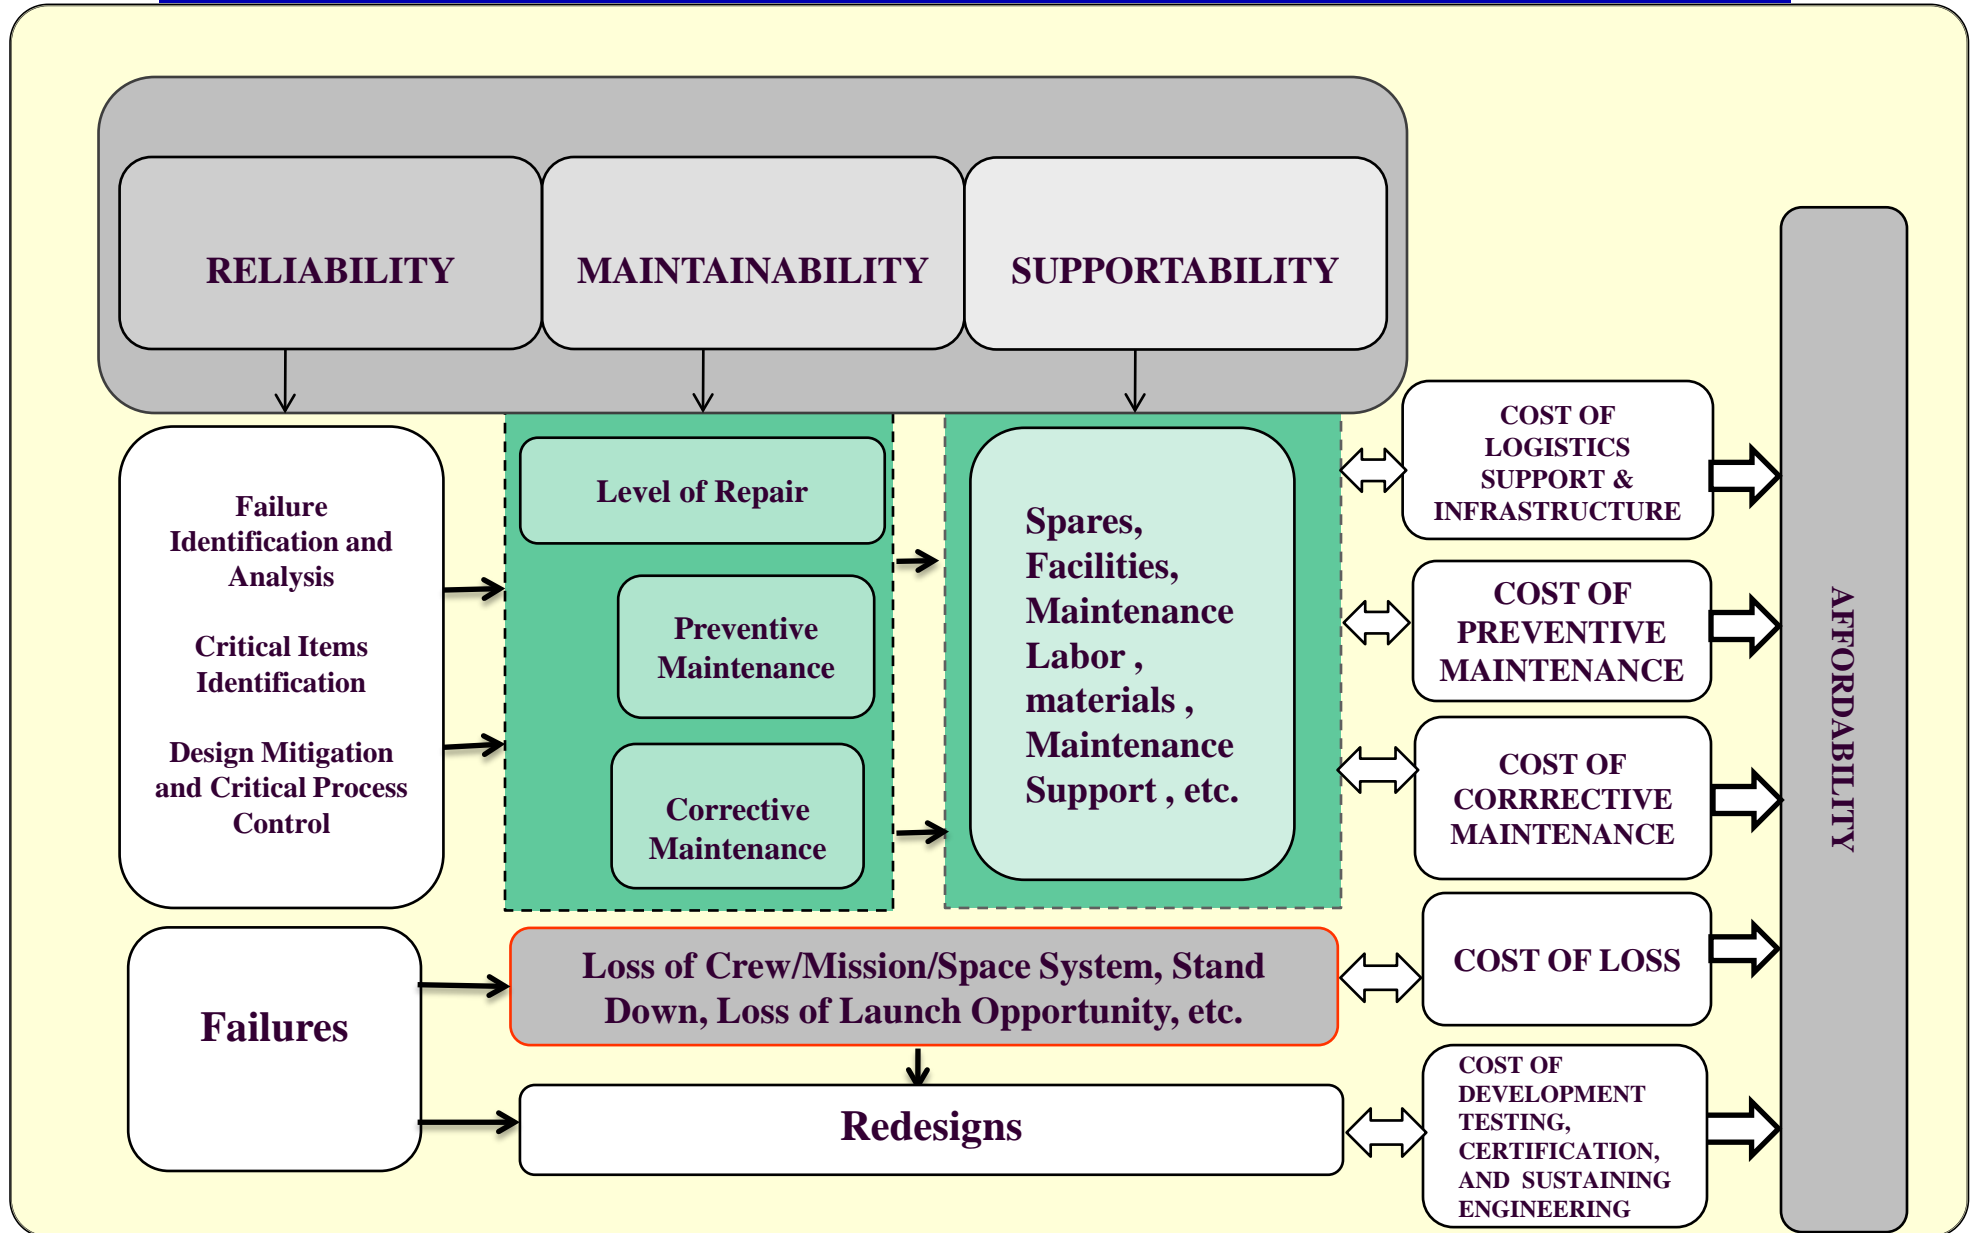 RELIABILITY
MAINTAINABILITY
SUPPORTABILITY
Failure
Identification and
Analysis
Critical Items
Identification
Design Mitigation
and Critical Process
Control
Level of Repair
Preventive
Maintenance
Corrective
Maintenance
Spares,
Facilities,
Maintenance
Labor ,
materials ,
Maintenance
Support , etc.
COST OF
LOGISTICS
SUPPORT &
INFRASTRUCTURE
COST OF
PREVENTIVE
MAINTENANCE
COST OF
CORRRECTIVE
MAINTENANCE
COST OF LOSS
COST OF
DEVELOPMENT
TESTING,
CERTIFICATION,
AND SUSTAINING
ENGINEERING
AFFORDABIILITY
Failures
Loss of Crew/Mission/Space System, Stand
Down, Loss of Launch Opportunity, etc.
Redesigns